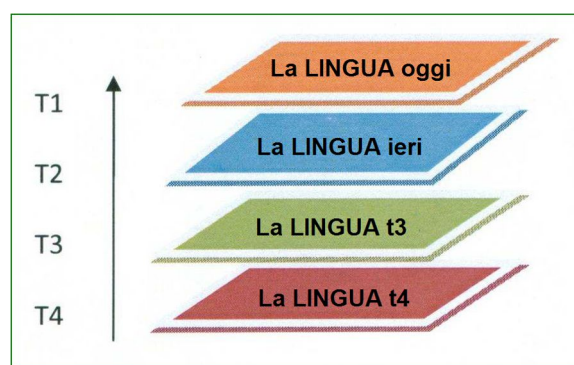 La LINGUA oggi
T1
La LINGUA ieri
T2
La LINGUA t3
T3
La LINGUA t4
T4